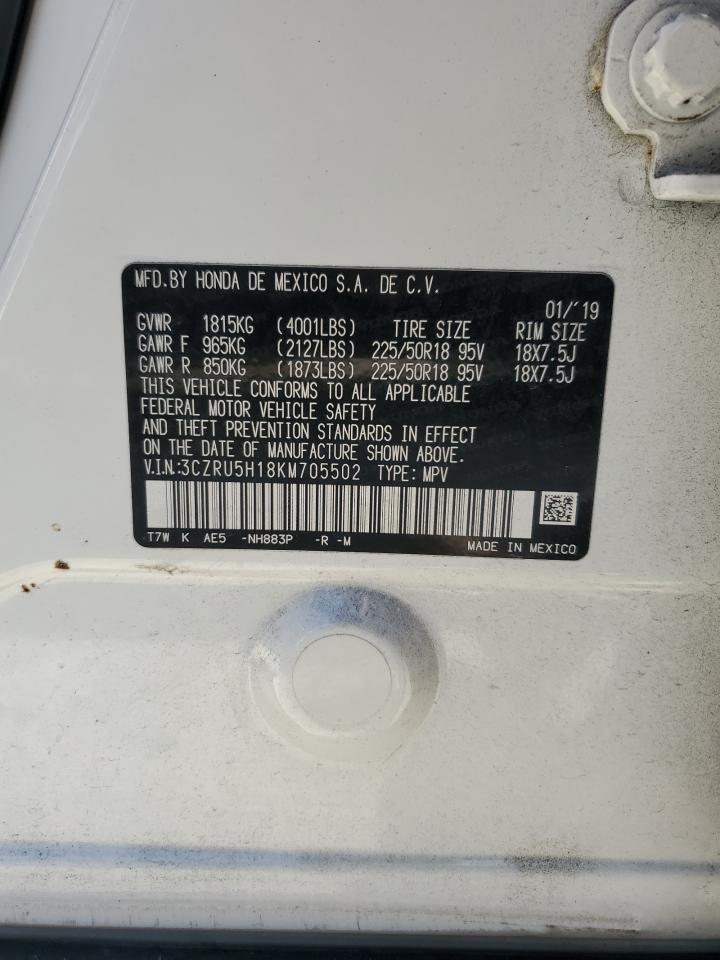 MFD.BY HONDA DE MEXICO S.A. DE C.V.
01/'19
GVWR 1815KG (4001LBS) TIRE SIZE RIM SIZE
GAWR F 965KG (2127LBS) 225/50R18 95V 18X7.5J
GAWR R 850KG (1873LBS) 225/50R18 95V 18X7.5J
THIS VEHICLE CONFORMS TO ALL APPLICABLE
FEDERAL MOTOR VEHICLE SAFETY
AND THEFT PREVENTION STANDARDS IN EFFECT
ON THE DATE OF MANUFACTURE SHOWN ABOVE.
V.I.N.:3CZRU5H18KM705502 TYPE: MPV
T7W K AE5 -NH883P -R -M MADE IN MEXICO